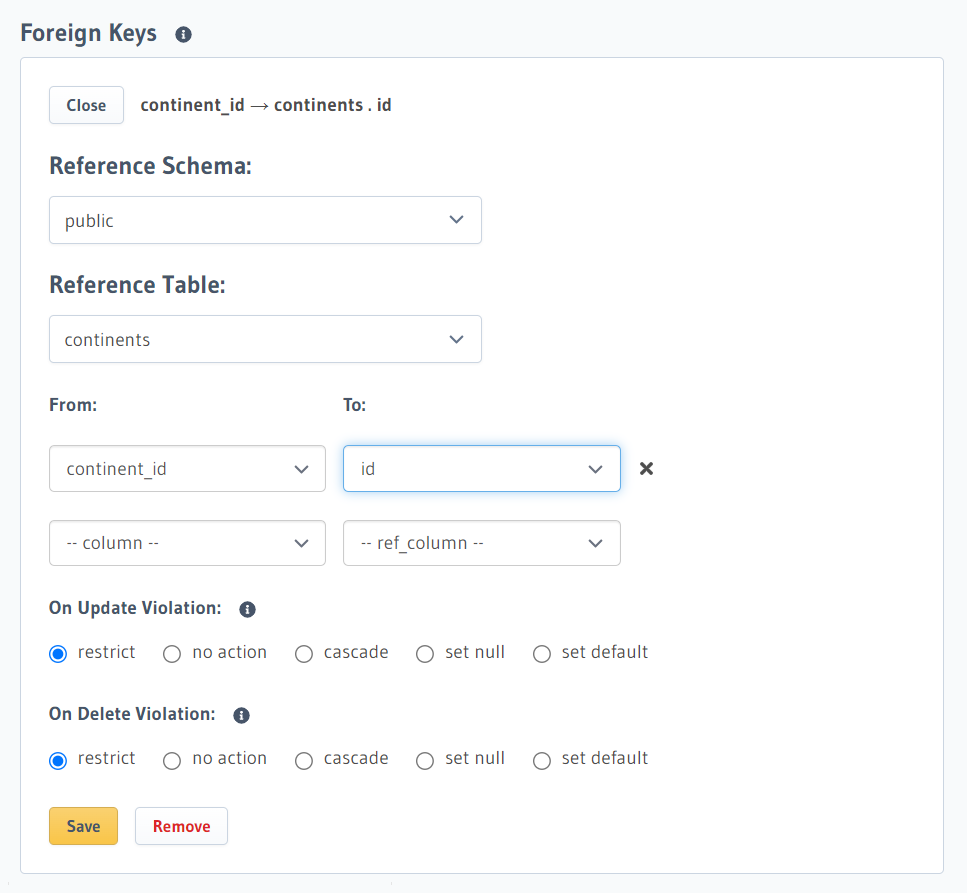 Foreign Keys
Close continent_id → continents . id
Reference Schema:
public
Reference Table:
continents
From: To:
continent_id id
-- column -- -- ref_column --
On Update Violation:
restrict no action cascade set null set default
On Delete Violation:
restrict no action cascade set null set default
Save Remove